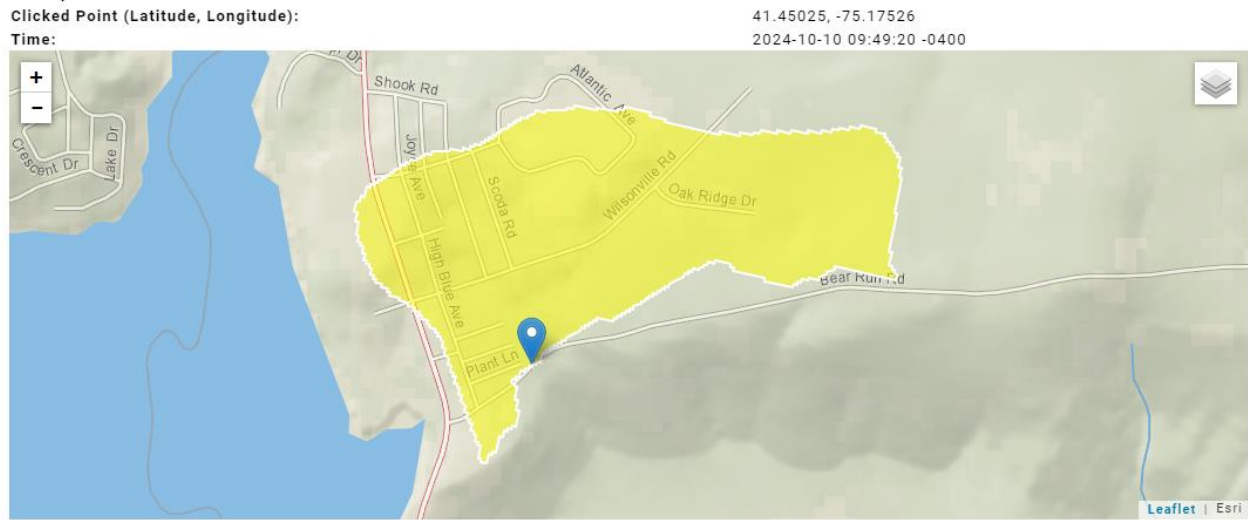 Clicked Point (Latitude, Longitude): 41.45025, -75.17526
Time: 2024-10-10 09:49:20 -0400
+
−
Dr
Shook Rd
Atlantic Ave
Crescent Dr
Lake Dr
Joyce Ave
Scoda Rd
Wilsonville Rd
Oak Ridge Dr
High Blue Ave
Bear Run Rd
Plant Ln
Leaflet | Esri